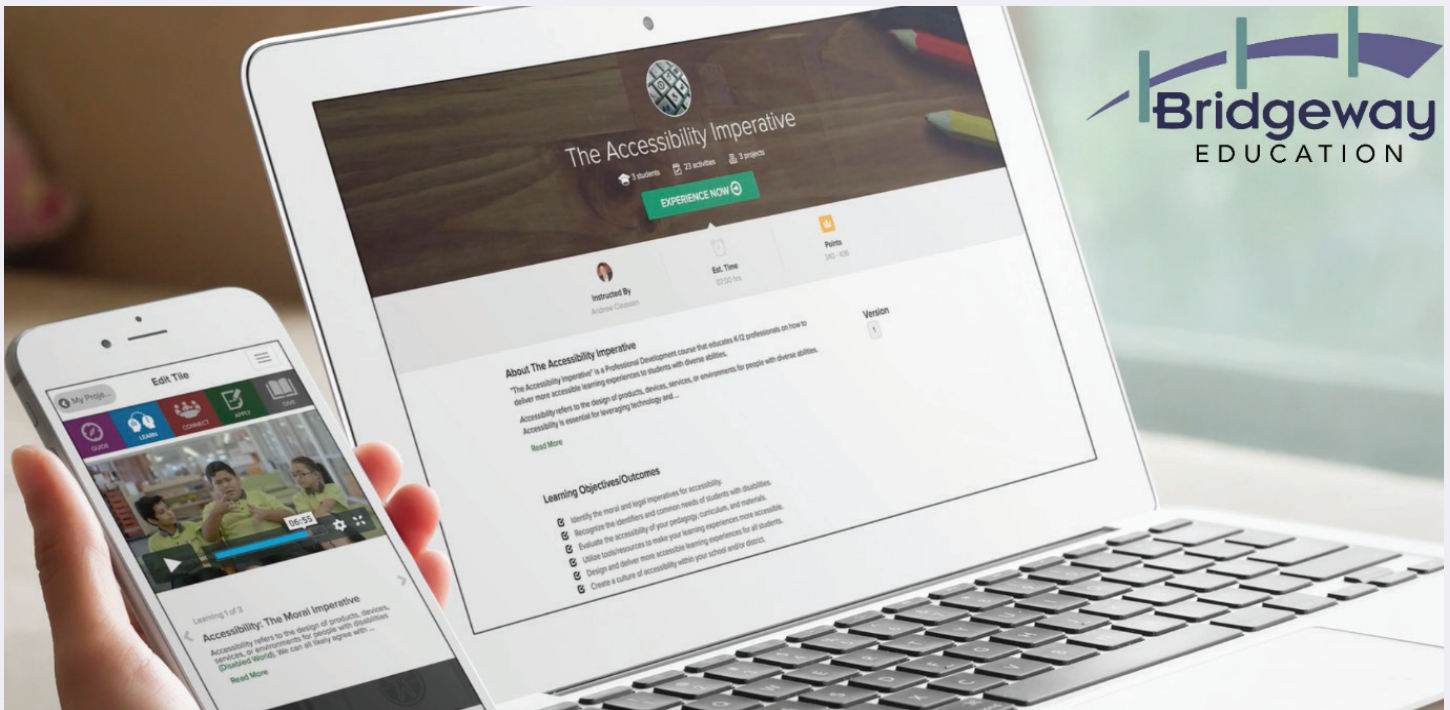 Bridgeway
EDUCATION
The Accessibility Imperative
3 students 23 activities 3 projects
EXPERIENCE NOW
Instructed By
Andrew Claussen
Est. Time
07:00 hrs
Points
340 - 436
About The Accessibility Imperative
"The Accessibility Imperative" is a Professional Development course that educates K-12 professionals on how to
deliver more accessible learning experiences to students with diverse abilities.
Accessibility refers to the design of products, devices, services, or environments for people with diverse abilities.
Accessibility is essential for leveraging technology and ...
Read More
Version
1
Learning Objectives/Outcomes
Identify the moral and legal imperatives for accessibility.
Recognize the identifiers and common needs of students with disabilities.
Evaluate the accessibility of your pedagogy, curriculum, and materials.
Utilize tools/resources to make your learning experiences more accessible.
Design and deliver more accessible learning experiences for all students.
Create a culture of accessibility within your school and/or district.
My Proje...
Edit Tile
GUIDE
LEARN
CONNECT
APPLY
06:55
Learning 1 of 3
Accessibility: The Moral Imperative
Accessibility refers to the design of products, devices,
services, or environments for people with disabilities
(Disabled World). We can all likely agree with ...
Read More